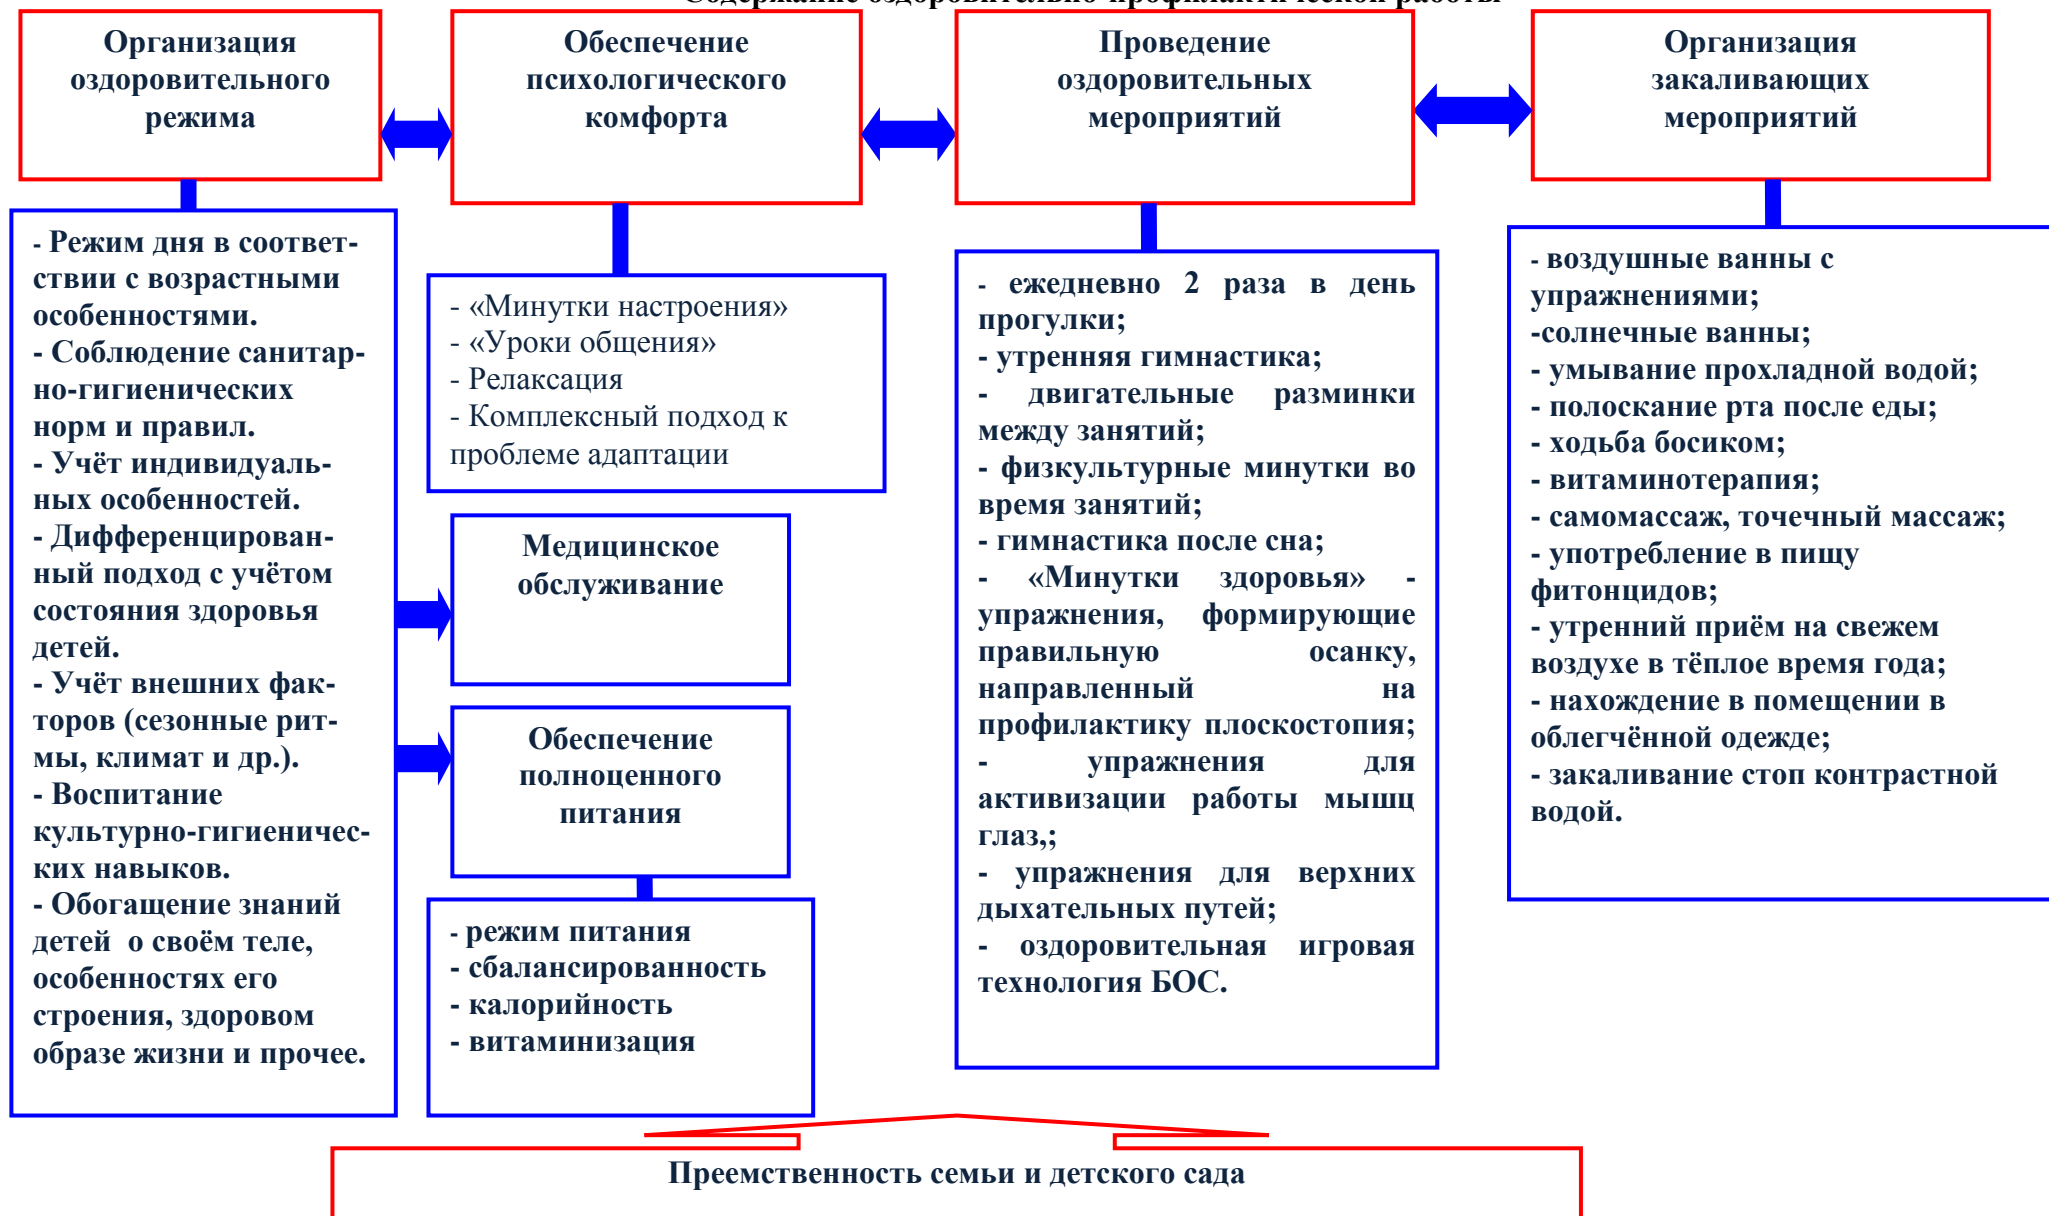 Содержание оздоровительно-профилактической работы
Организация
оздоровительного
режима
Обеспечение
психологического
комфорта
Проведение
оздоровительных
мероприятий
Организация
закаливающих
мероприятий
- Режим дня в соответ-
ствии с возрастными
особенностями.
- Соблюдение санитар-
но-гигиенических
норм и правил.
- Учёт индивидуаль-
ных особенностей.
- Дифференцирован-
ный подход с учётом
состояния здоровья
детей.
- Учёт внешних фак-
торов (сезонные рит-
мы, климат и др.).
- Воспитание
культурно-гигиеничес-
ких навыков.
- Обогащение знаний
детей о своём теле,
особенностях его
строения, здоровом
образе жизни и прочее.
- «Минутки настроения»
- «Уроки общения»
- Релаксация
- Комплексный подход к
проблеме адаптации
Медицинское
обслуживание
Обеспечение
полноценного
питания
- режим питания
- сбалансированность
- калорийность
- витаминизация
- ежедневно 2 раза в день
прогулки;
- утренняя гимнастика;
- двигательные разминки
между занятий;
- физкультурные минутки во
время занятий;
- гимнастика после сна;
- «Минутки здоровья» -
упражнения, формирующие
правильную осанку,
направленный на
профилактику плоскостопия;
- упражнения для
активизации работы мышц
глаз,;
- упражнения для верхних
дыхательных путей;
- оздоровительная игровая
технология БОС.
- воздушные ванны с
упражнениями;
-солнечные ванны;
- умывание прохладной водой;
- полоскание рта после еды;
- ходьба босиком;
- витаминотерапия;
- самомассаж, точечный массаж;
- употребление в пищу
фитонцидов;
- утренний приём на свежем
воздухе в тёплое время года;
- нахождение в помещении в
облегчённой одежде;
- закаливание стоп контрастной
водой.
Преемственность семьи и детского сада